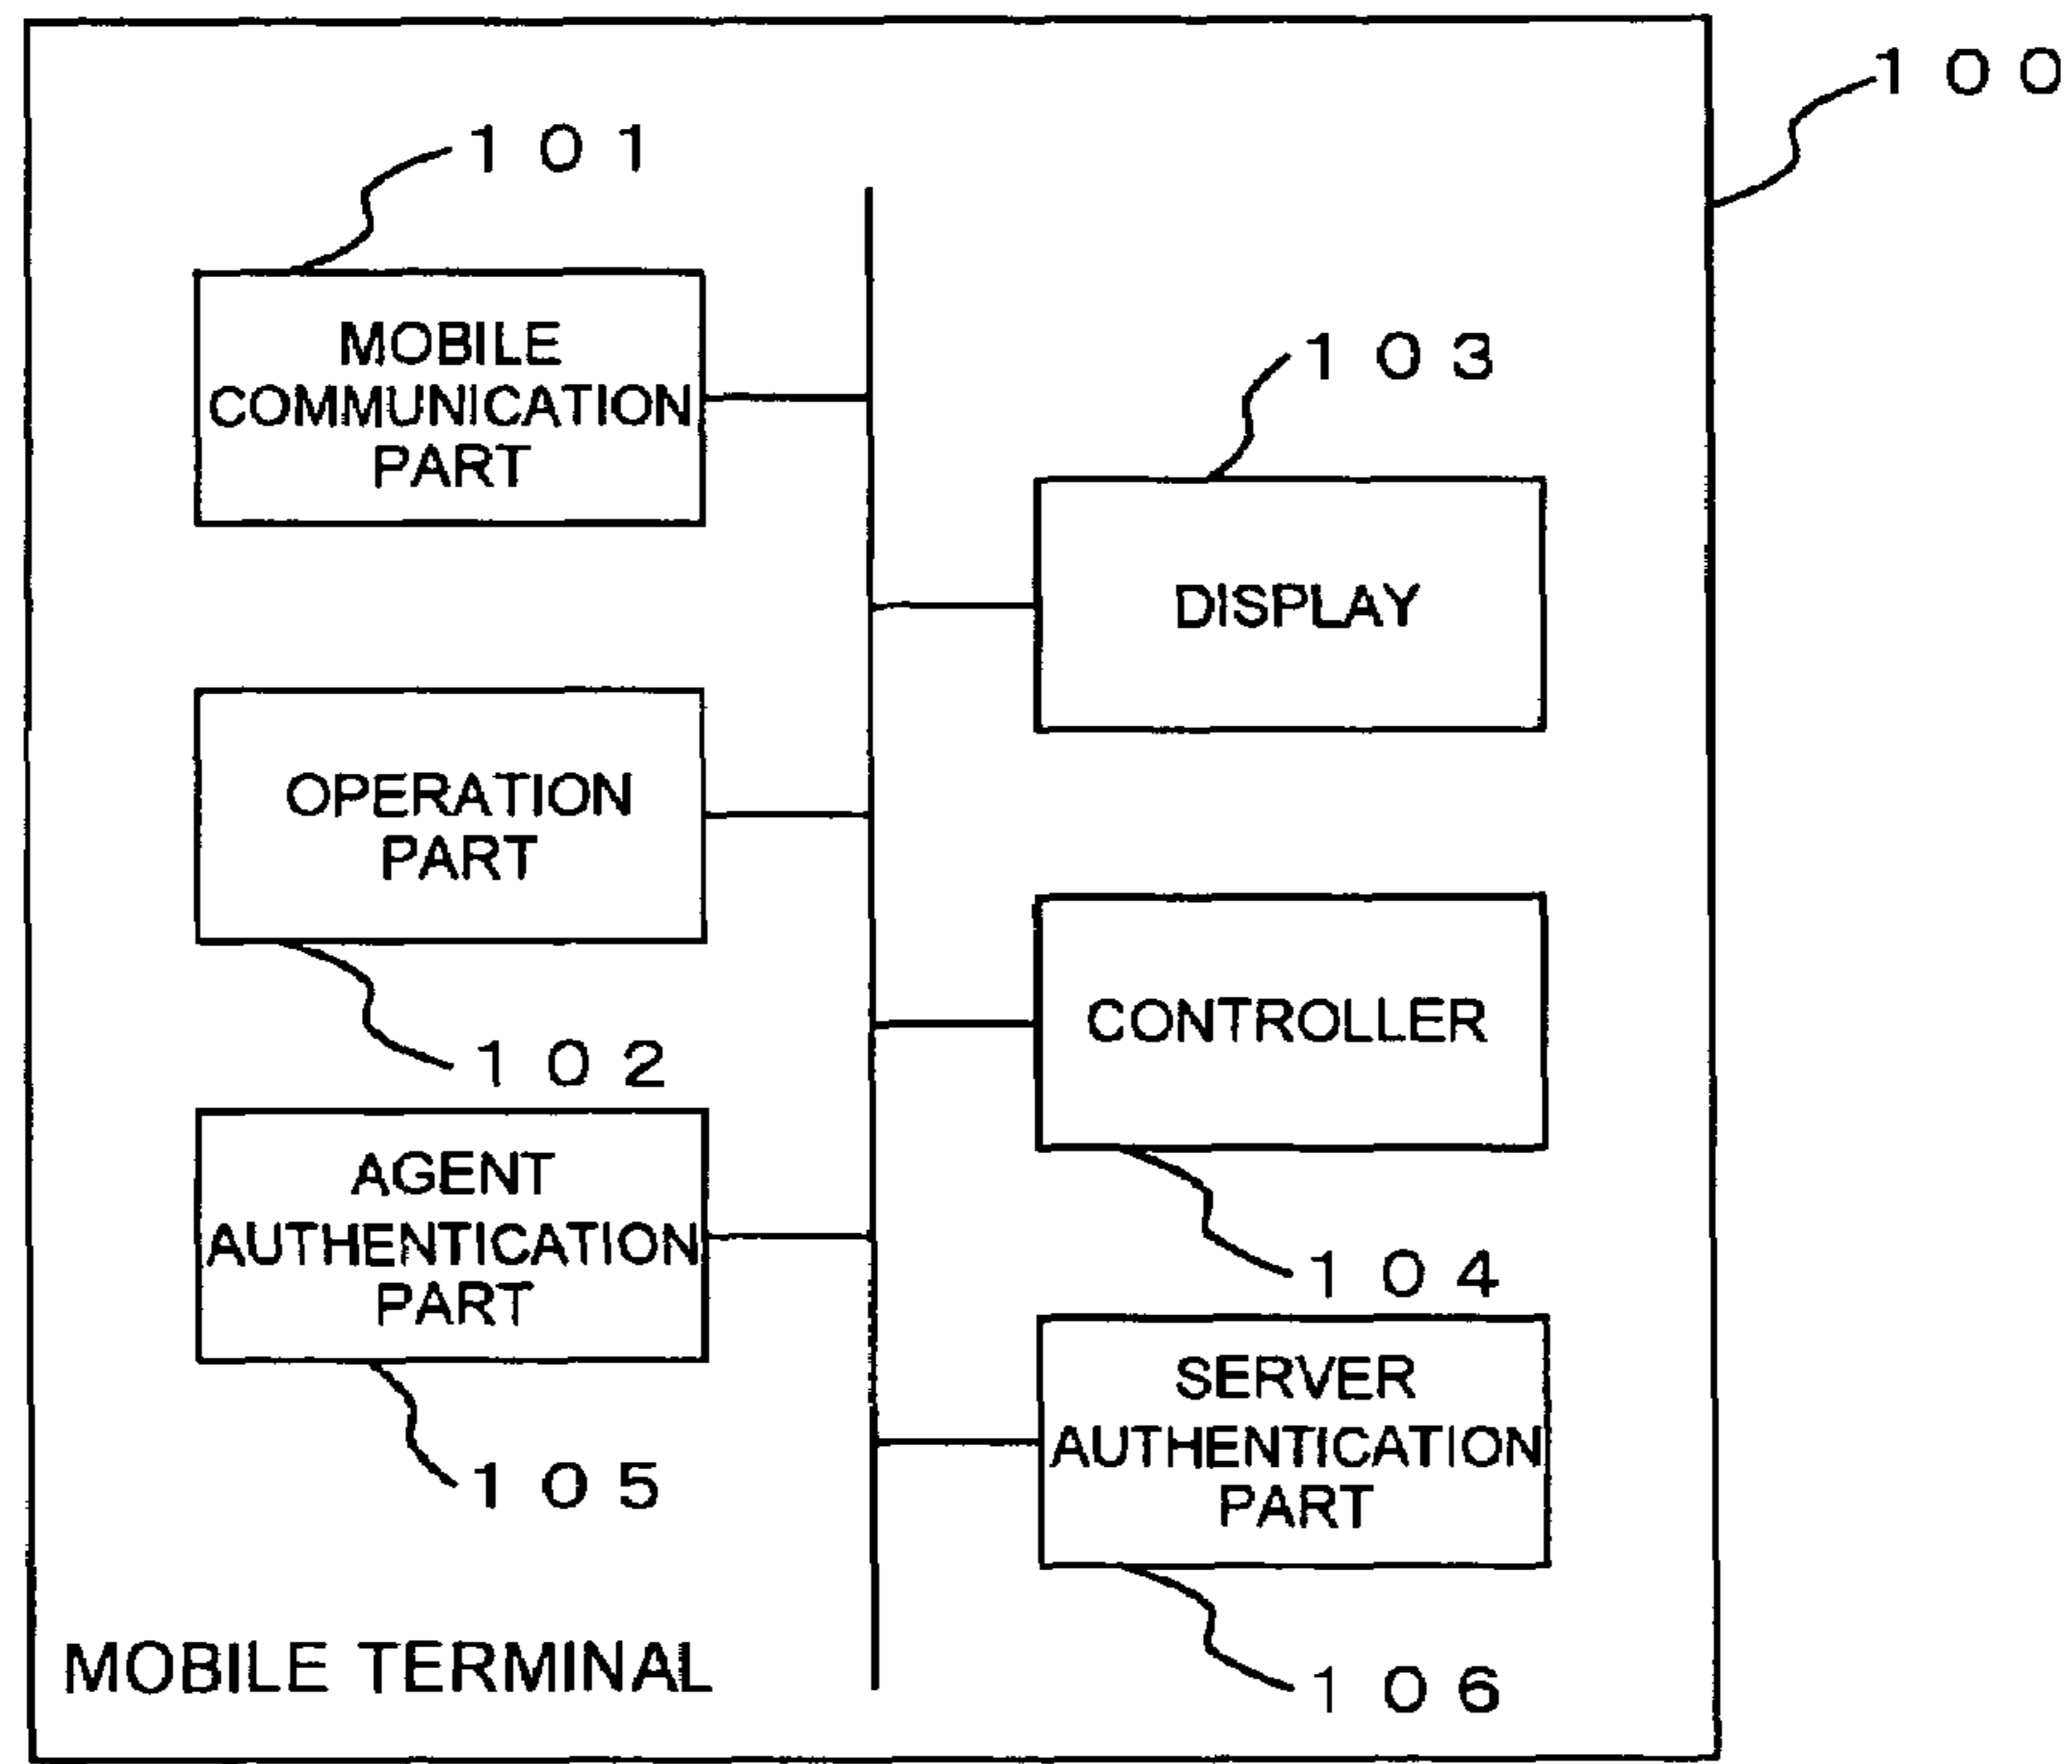 100
101
MOBILE
COMMUNICATION
PART
103
DISPLAY
OPERATION
PART
102
CONTROLLER
104
AGENT
AUTHENTICATION
PART
105
SERVER
AUTHENTICATION
PART
106
MOBILE TERMINAL